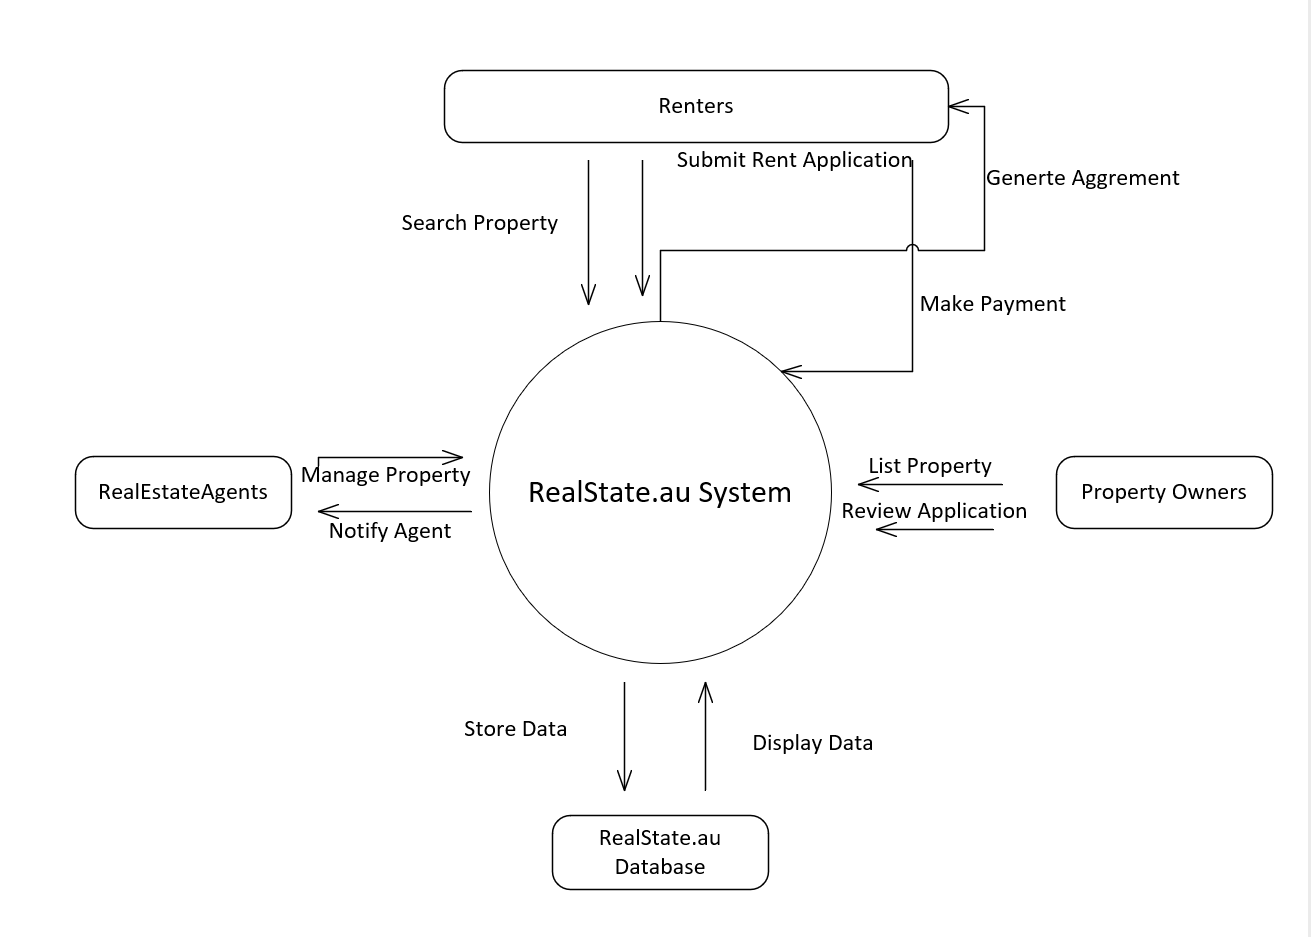 Renters
Submit Rent Application
Generte Aggrement
Search Property
Make Payment
List Property
Manage Property
RealEstateAgents
RealState.au System
Property Owners
Review Application
Notify Agent
Store Data
Display Data
RealState.au
Database